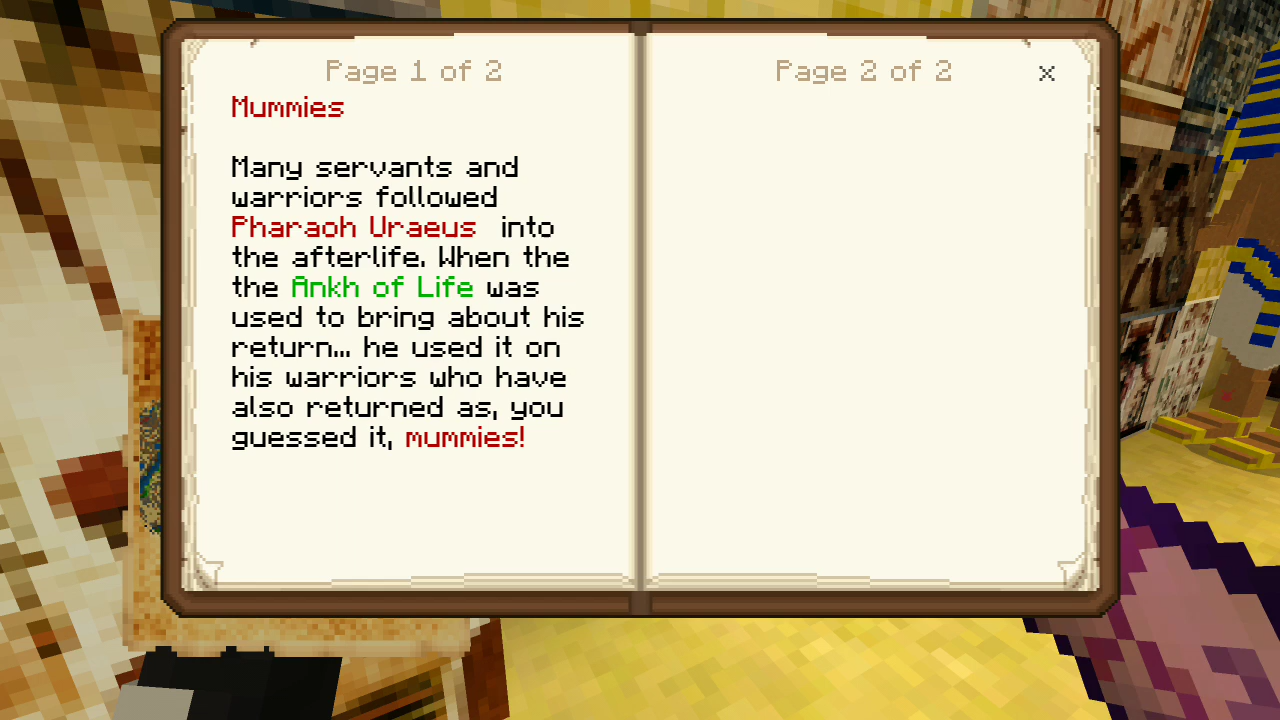 Page 1 of 2
Mummies
Many servants and
warriors followed
Pharaoh Uraeus into
the afterlife. When the
the Ankh of Life was
used to bring about his
return... he used it on
his warriors who have
also returned as, you
guessed it, mummies!
Page 2 of 2
x